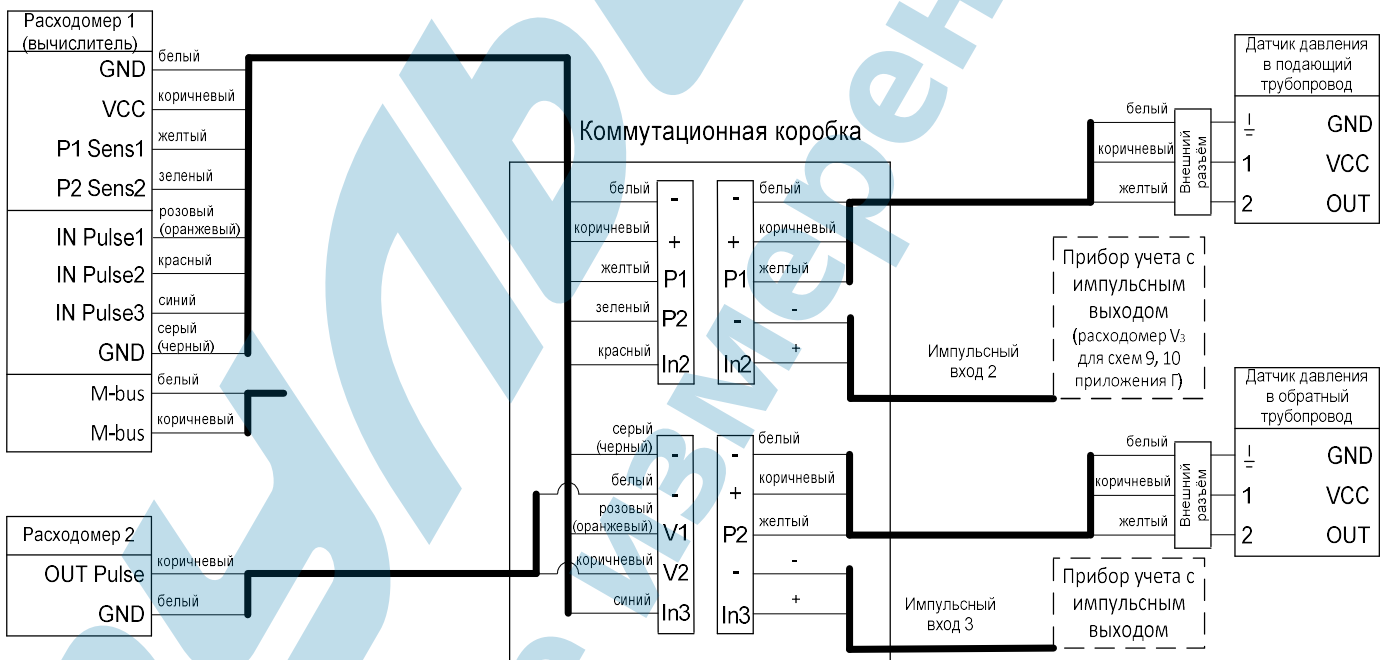 Расходомер 1
(вычислитель)
GND
белый
VCC
коричневый
P1 Sens1
желтый
P2 Sens2
зеленый
IN Pulse1
розовый
(оранжевый)
IN Pulse2
красный
IN Pulse3
синий
GND
серый
(черный)
M-bus
белый
M-bus
коричневый
Расходомер 2
OUT Pulse
коричневый
GND
белый
Коммутационная коробка
белый
-
коричневый
+
желтый
P1
зеленый
P2
красный
In2
-
белый
+
коричневый
P1
желтый
-
-
In2
+
серый
(черный)
-
белый
-
розовый
(оранжевый)
V1
коричневый
V2
синий
In3
-
белый
+
коричневый
P2
желтый
-
-
In3
+
Импульсный
вход 2
Импульсный
вход 3
белый
коричневый
желтый
Внешний
разъём
Датчик давления
в подающий
трубопровод
GND
1 VCC
2 OUT
Прибор учета с
импульсным
выходом
(расходомер V3
для схем 9, 10
приложения Г)
белый
коричневый
желтый
Внешний
разъём
Датчик давления
в обратный
трубопровод
GND
1 VCC
2 OUT
Прибор учета с
импульсным
выходом